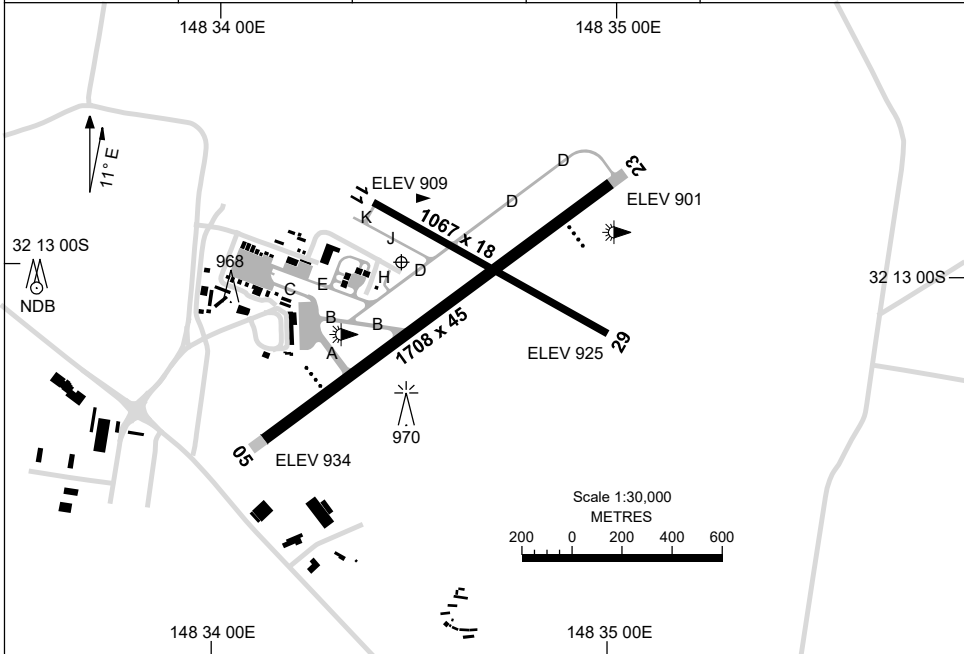 148 34 00E
148 35 00E
11° E
11
ELEV 909
D
23
ELEV 901
D
K
1067 x 18
J
32 13 00S
968
D
H
E
C
32 13 00S
NDB
B
B
1708 x 45
A
29
ELEV 925
970
05
ELEV 934
Scale 1:30,000
METRES
200 0 200 400 600
148 34 00E
148 35 00E